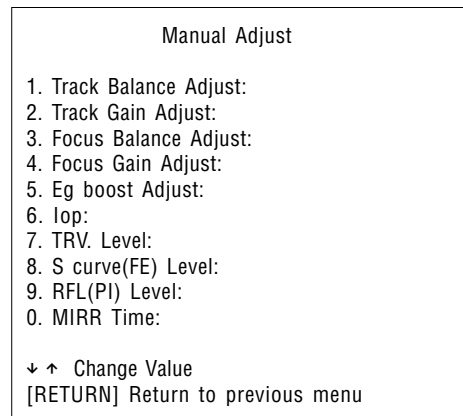 Manual Adjust
1. Track Balance Adjust:
2. Track Gain Adjust:
3. Focus Balance Adjust:
4. Focus Gain Adjust:
5. Eg boost Adjust:
6. Iop:
7. TRV. Level:
8. S curve(FE) Level:
9. RFL(PI) Level:
0. MIRR Time:
↓ ↑ Change Value
[RETURN] Return to previous menu